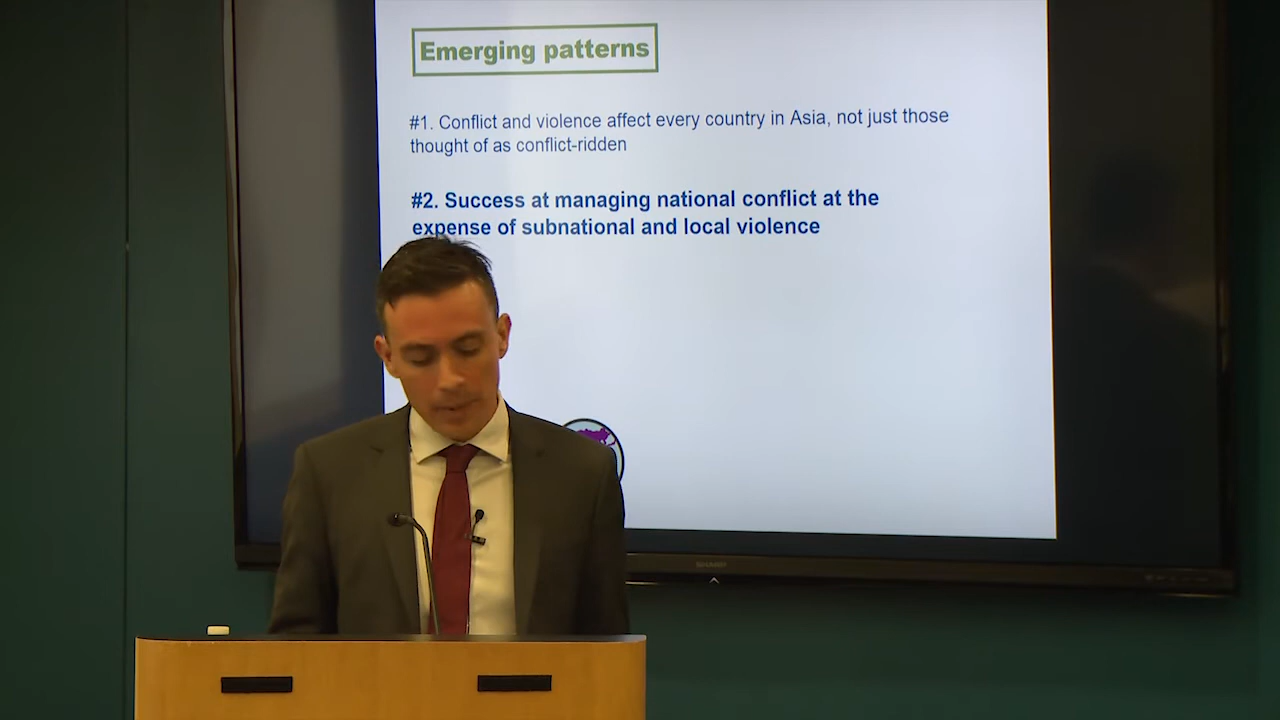 Emerging patterns
#1. Conflict and violence affect every country in Asia, not just those
thought of as conflict-ridden
#2. Success at managing national conflict at the
expense of subnational and local violence
SHARP